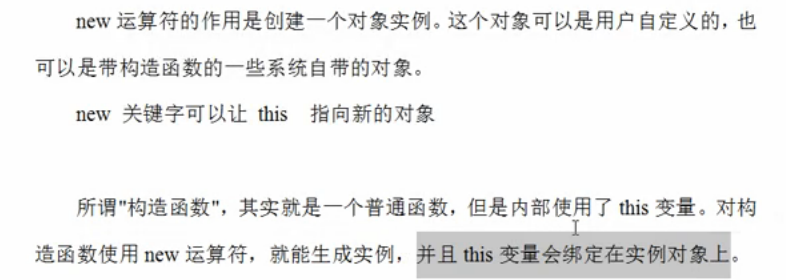 new 运算符的作用是创建一个对象实例。这个对象可以是用户自定义的，也
可以是带构造函数的一些系统自带的对象。
new 关键字可以让 this 指向新的对象
所谓"构造函数"，其实就是一个普通函数，但是内部使用了 this 变量。对构
造函数使用 new 运算符，就能生成实例，并且 this 变量会绑定在实例对象上。